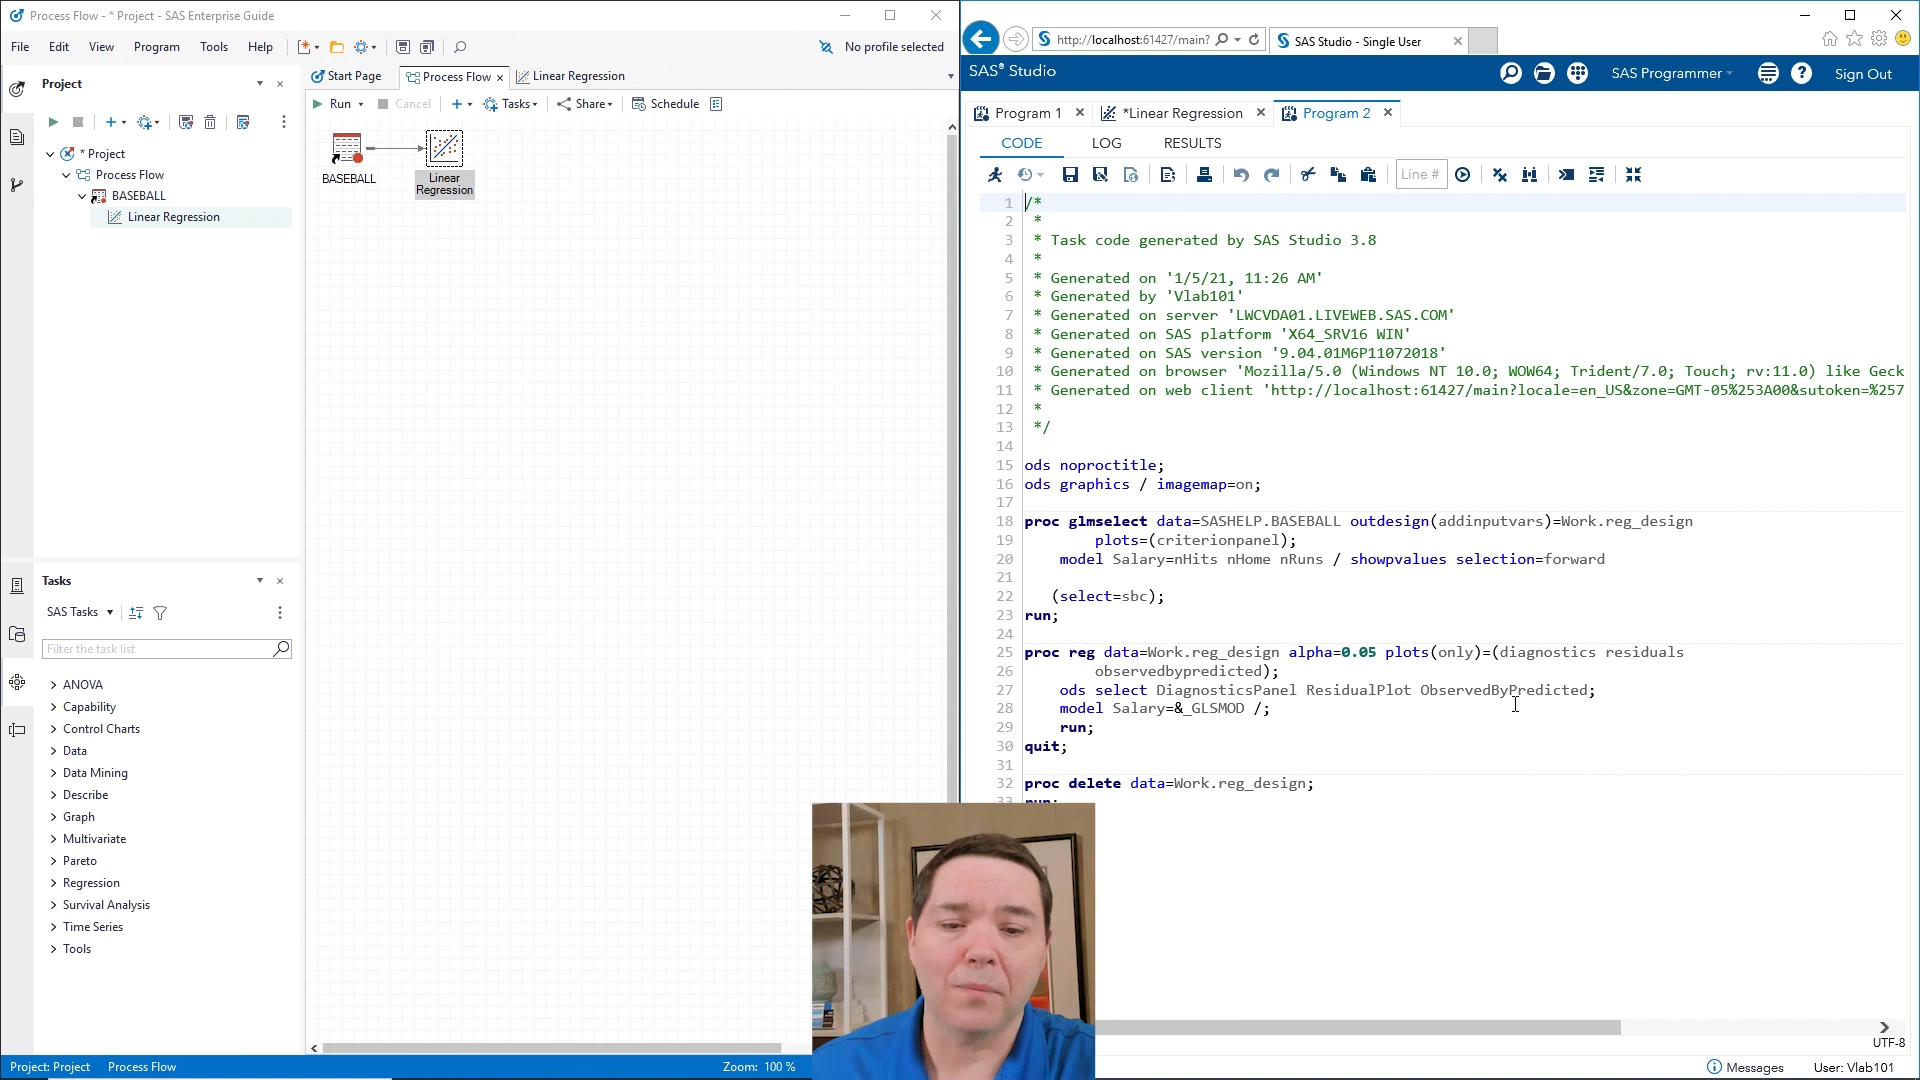 Process Flow - * Project - SAS Enterprise Guide
File Edit View Program Tools Help
No profile selected
Project
* Project
Process Flow
BASEBALL
Linear Regression
Tasks
SAS Tasks
Filter the task list
ANOVA
Capability
Control Charts
Data
Data Mining
Describe
Graph
Multivariate
Pareto
Regression
Survival Analysis
Time Series
Tools
Start Page Process Flow Linear Regression
Run Cancel Tasks Share Schedule
BASEBALL
Linear
Regression
Project: Project Process Flow
Zoom: 100 %
http://localhost:61427/main?
SAS Studio - Single User
SAS® Studio
SAS Programmer
Sign Out
Program 1 *Linear Regression Program 2
CODE LOG RESULTS
Line #
1 /*
2 *
3 * Task code generated by SAS Studio 3.8
4 *
5 * Generated on '1/5/21, 11:26 AM'
6 * Generated by 'Vlab101'
7 * Generated on server 'LWCVDA01.LIVEWEB.SAS.COM'
8 * Generated on SAS platform 'X64_SRV16 WIN'
9 * Generated on SAS version '9.04.01M6P11072018'
10 * Generated on browser 'Mozilla/5.0 (Windows NT 10.0; WOW64; Trident/7.0; Touch; rv:11.0) like Geck
11 * Generated on web client 'http://localhost:61427/main?locale=en_US&zone=GMT-05%253A00&sutoken=%257
12 *
13 */
14
15 ods noproctitle;
16 ods graphics / imagemap=on;
17
18 proc glmselect data=SASHELP.BASEBALL outdesign(addinputvars)=Work.reg_design
19 plots=(criterionpanel);
20 model Salary=nHits nHome nRuns / showpvalues selection=forward
21
22 (select=sbc);
23 run;
24
25 proc reg data=Work.reg_design alpha=0.05 plots(only)=(diagnostics residuals
26 observedbypredicted);
27 ods select DiagnosticsPanel ResidualPlot ObservedByPredicted;
28 model Salary=&_GLSMOD /;
29 run;
30 quit;
31
32 proc delete data=Work.reg_design;
33 run;
UTF-8
Messages User: Vlab101